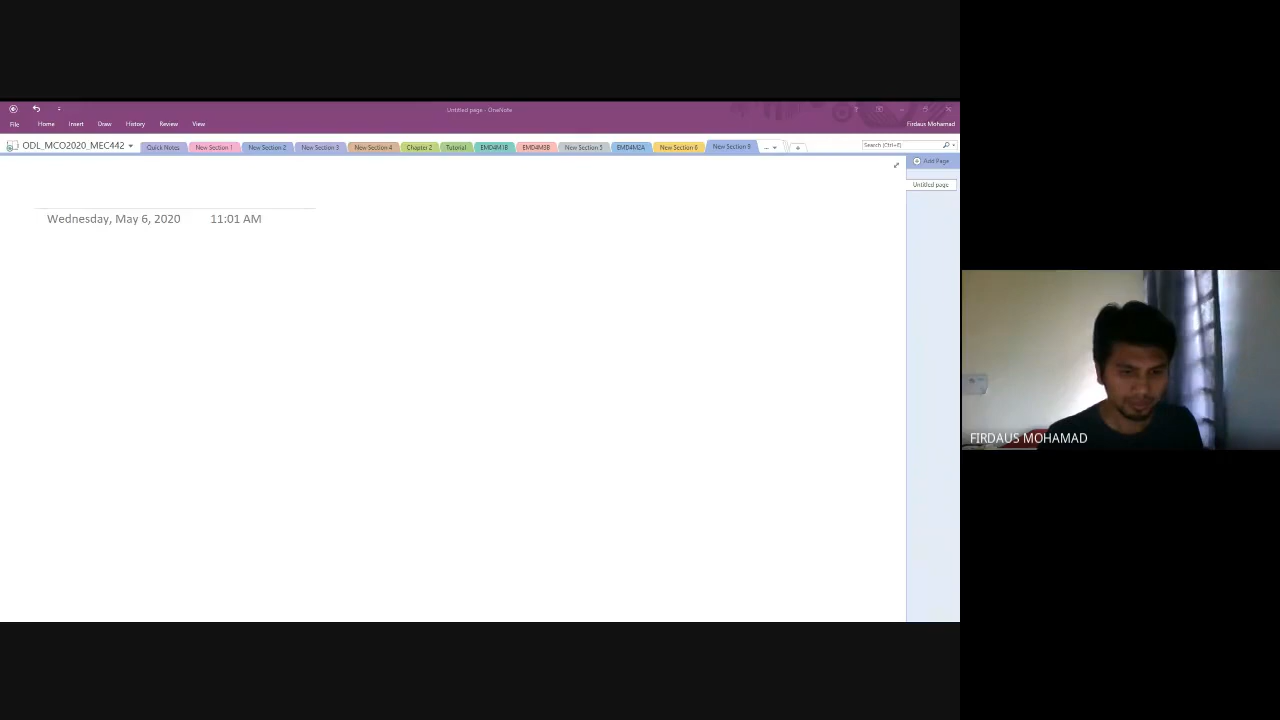 Untitled page - OneNote
File Home Insert Draw History Review View
Firdaus Mohamad
ODL_MCO2020_MEC442
Quick Notes New Section 1 New Section 2 New Section 3 New Section 4 Chapter 2 Tutorial EMD4M1B EMD4M3B New Section 5 EMD4M2A New Section 6 New Section 8 ...
Search (Ctrl+E)
Add Page
Untitled page
Wednesday, May 6, 2020 11:01 AM
FIRDAUS MOHAMAD